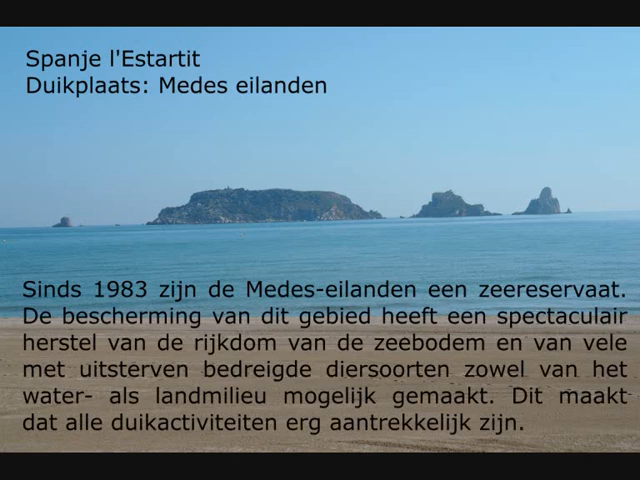 Spanje l'Estartit
Duikplaats: Medes eilanden
Sinds 1983 zijn de Medes-eilanden een zeereservaat.
De bescherming van dit gebied heeft een spectaculair
herstel van de rijkdom van de zeebodem en van vele
met uitsterven bedreigde diersoorten zowel van het
water- als landmilieu mogelijk gemaakt. Dit maakt
dat alle duikactiviteiten erg aantrekkelijk zijn.